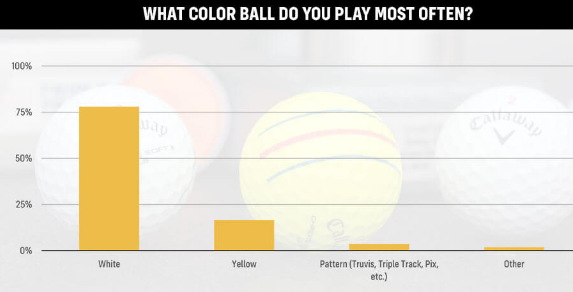 WHAT COLOR BALL DO YOU PLAY MOST OFTEN?
100%
75%
50%
25%
0%
White
Yellow
Pattern (Truvis, Triple Track, Pix,
etc.)
Other
Callaway